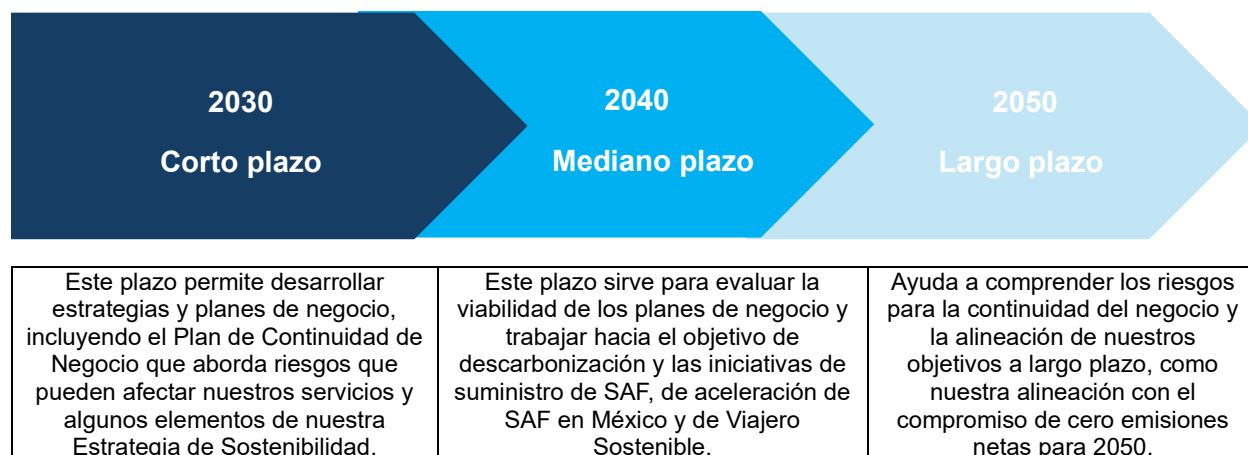 2030
Corto plazo
2040
Mediano plazo
2050
Largo plazo
Este plazo permite desarrollar
estrategias y planes de negocio,
incluyendo el Plan de Continuidad de
Negocio que aborda riesgos que
pueden afectar nuestros servicios y
algunos elementos de nuestra
Estrategia de Sostenibilidad.
Este plazo sirve para evaluar la
viabilidad de los planes de negocio y
trabajar hacia el objetivo de
descarbonización y las iniciativas de
suministro de SAF, de aceleración de
SAF en México y de Viajero
Sostenible.
Ayuda a comprender los riesgos
para la continuidad del negocio y
la alineación de nuestros
objetivos a largo plazo, como
nuestra alineación con el
compromiso de cero emisiones
netas para 2050.